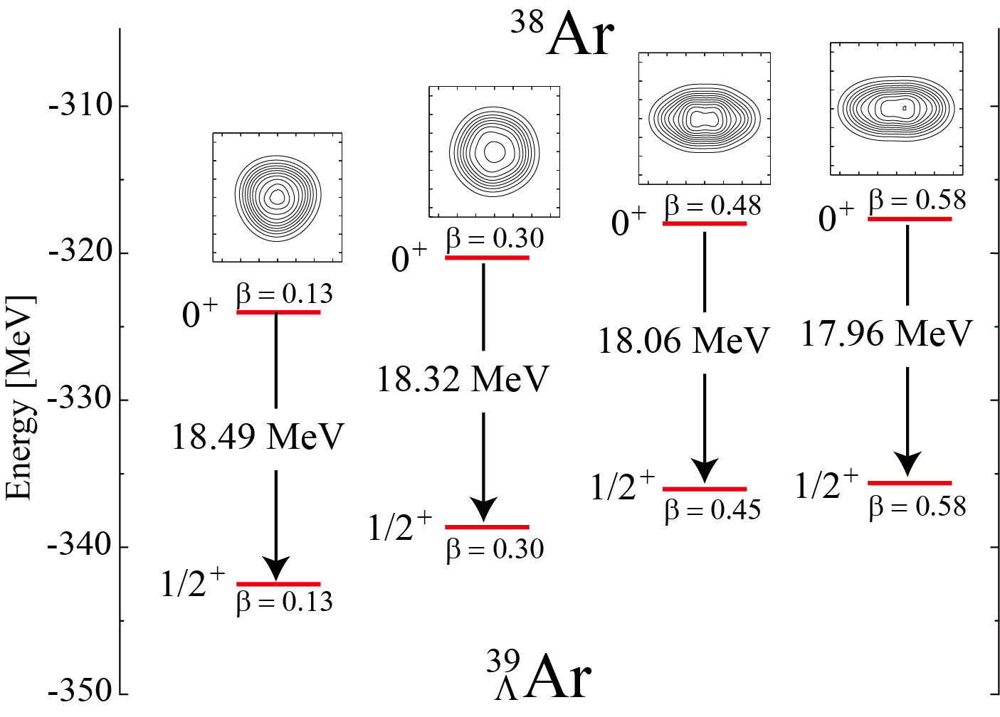 ³⁸Ar
Energy [MeV]
-310
-320
-330
-340
-350
0⁺
β = 0.13
18.49 MeV
1/2⁺
β = 0.13
0⁺
β = 0.30
18.32 MeV
1/2⁺
β = 0.30
0⁺
β = 0.48
18.06 MeV
1/2⁺
β = 0.45
0⁺
β = 0.58
17.96 MeV
1/2⁺
β = 0.58
³⁹ΛAr